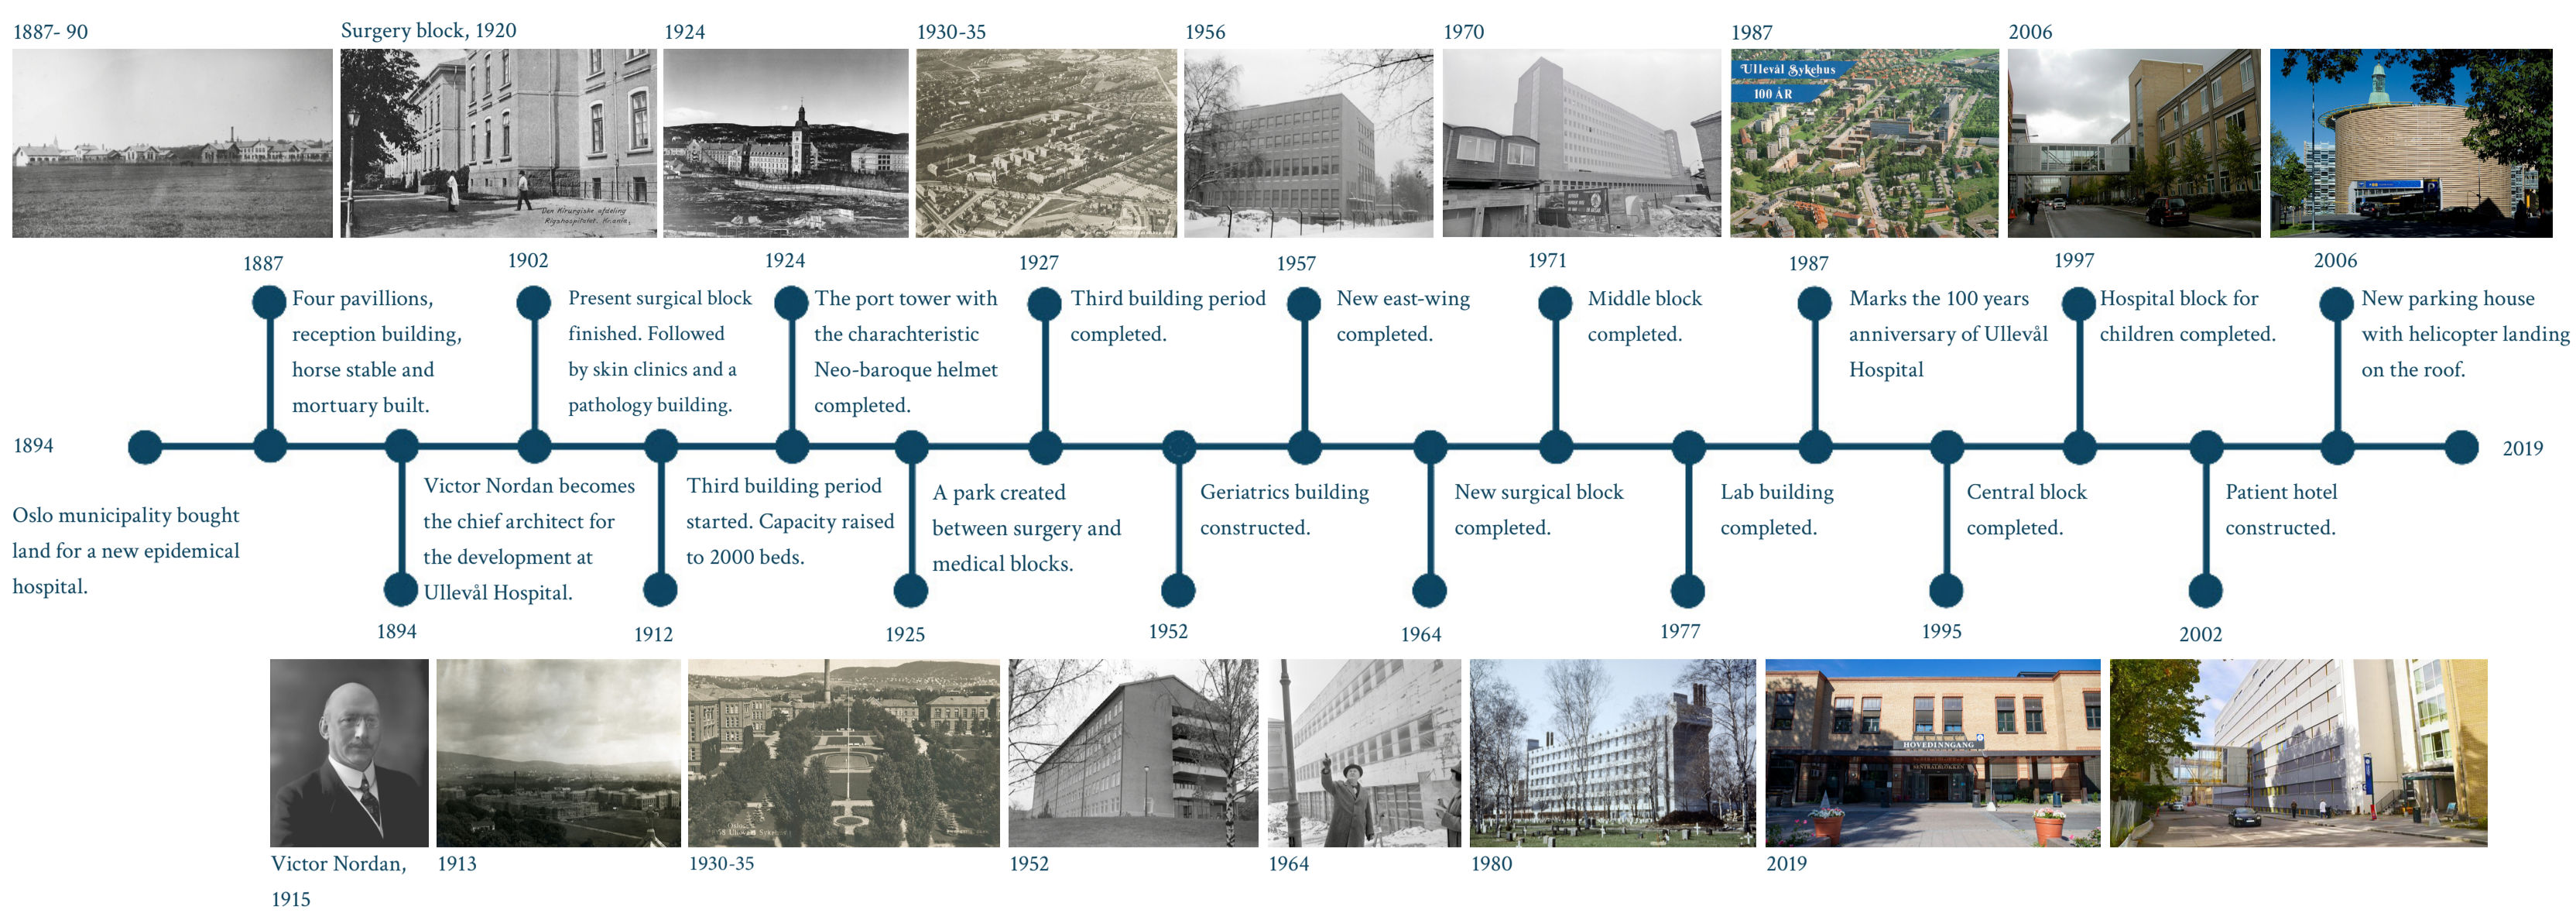 1887- 90
Surgery block, 1920
1924
1930-35
1956
1970
1987
2006
Den Kirurgiske afdeling
Rigshospitalet. Kr.ania.
Ullevål Sykehus
100 ÅR
P
1887
1902
1924
1927
1957
1971
1987
1997
2006
Four pavillions,
reception building,
horse stable and
mortuary built.
Present surgical block
finished. Followed
by skin clinics and a
pathology building.
The port tower with
the charachteristic
Neo-baroque helmet
completed.
Third building period
completed.
New east-wing
completed.
Middle block
completed.
Marks the 100 years
anniversary of Ullevål
Hospital
Hospital block for
children completed.
New parking house
with helicopter landing
on the roof.
1894
2019
Oslo municipality bought
land for a new epidemical
hospital.
Victor Nordan becomes
the chief architect for
the development at
Ullevål Hospital.
Third building period
started. Capacity raised
to 2000 beds.
A park created
between surgery and
medical blocks.
Geriatrics building
constructed.
New surgical block
completed.
Lab building
completed.
Central block
completed.
Patient hotel
constructed.
1894
1912
1925
1952
1964
1977
1995
2002
Oslo.
HOVEDINNGANG
SENTRALBLOKKEN
Victor Nordan,
1915
1913
1930-35
1952
1964
1980
2019